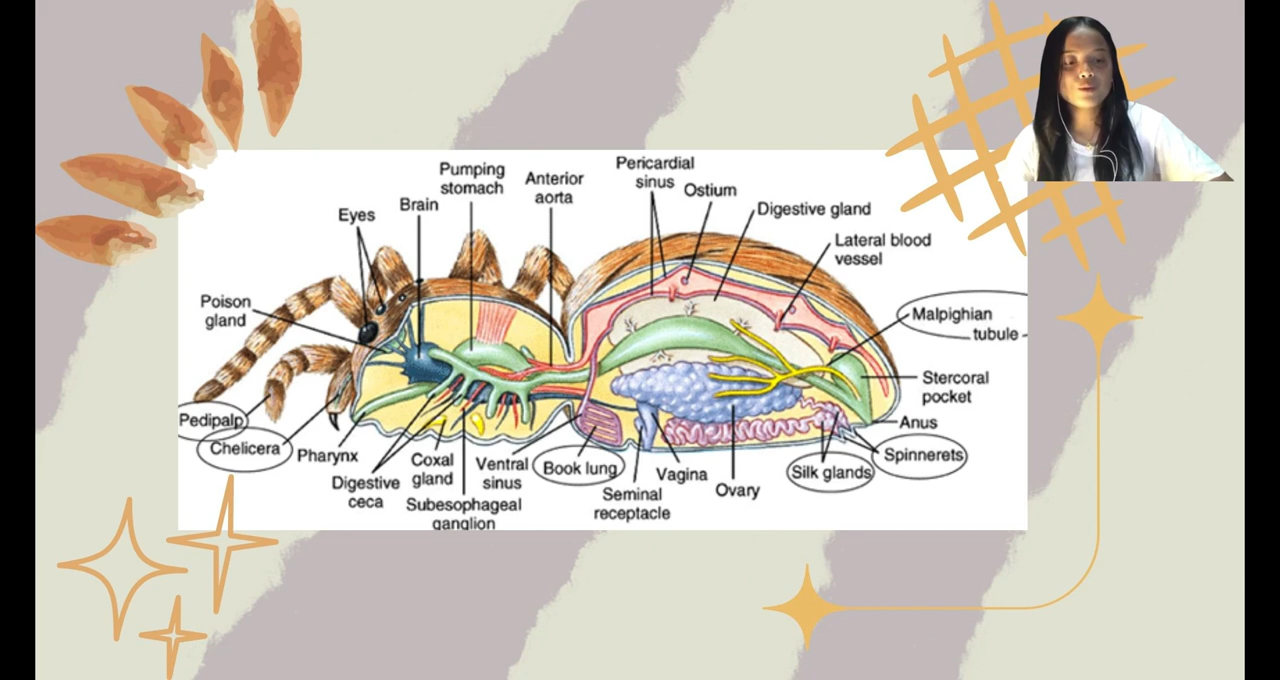 Pumping
stomach
Anterior
aorta
Pericardial
sinus
Ostium
Digestive gland
Lateral blood
vessel
Eyes
Brain
Poison
gland
Malpighian
tubule
Stercoral
pocket
Anus
Spinnerets
Pedipalp
Chelicera
Pharynx
Digestive
ceca
Coxal
gland
Subesophageal
ganglion
Ventral
sinus
Book lung
Seminal
receptacle
Vagina
Ovary
Silk glands